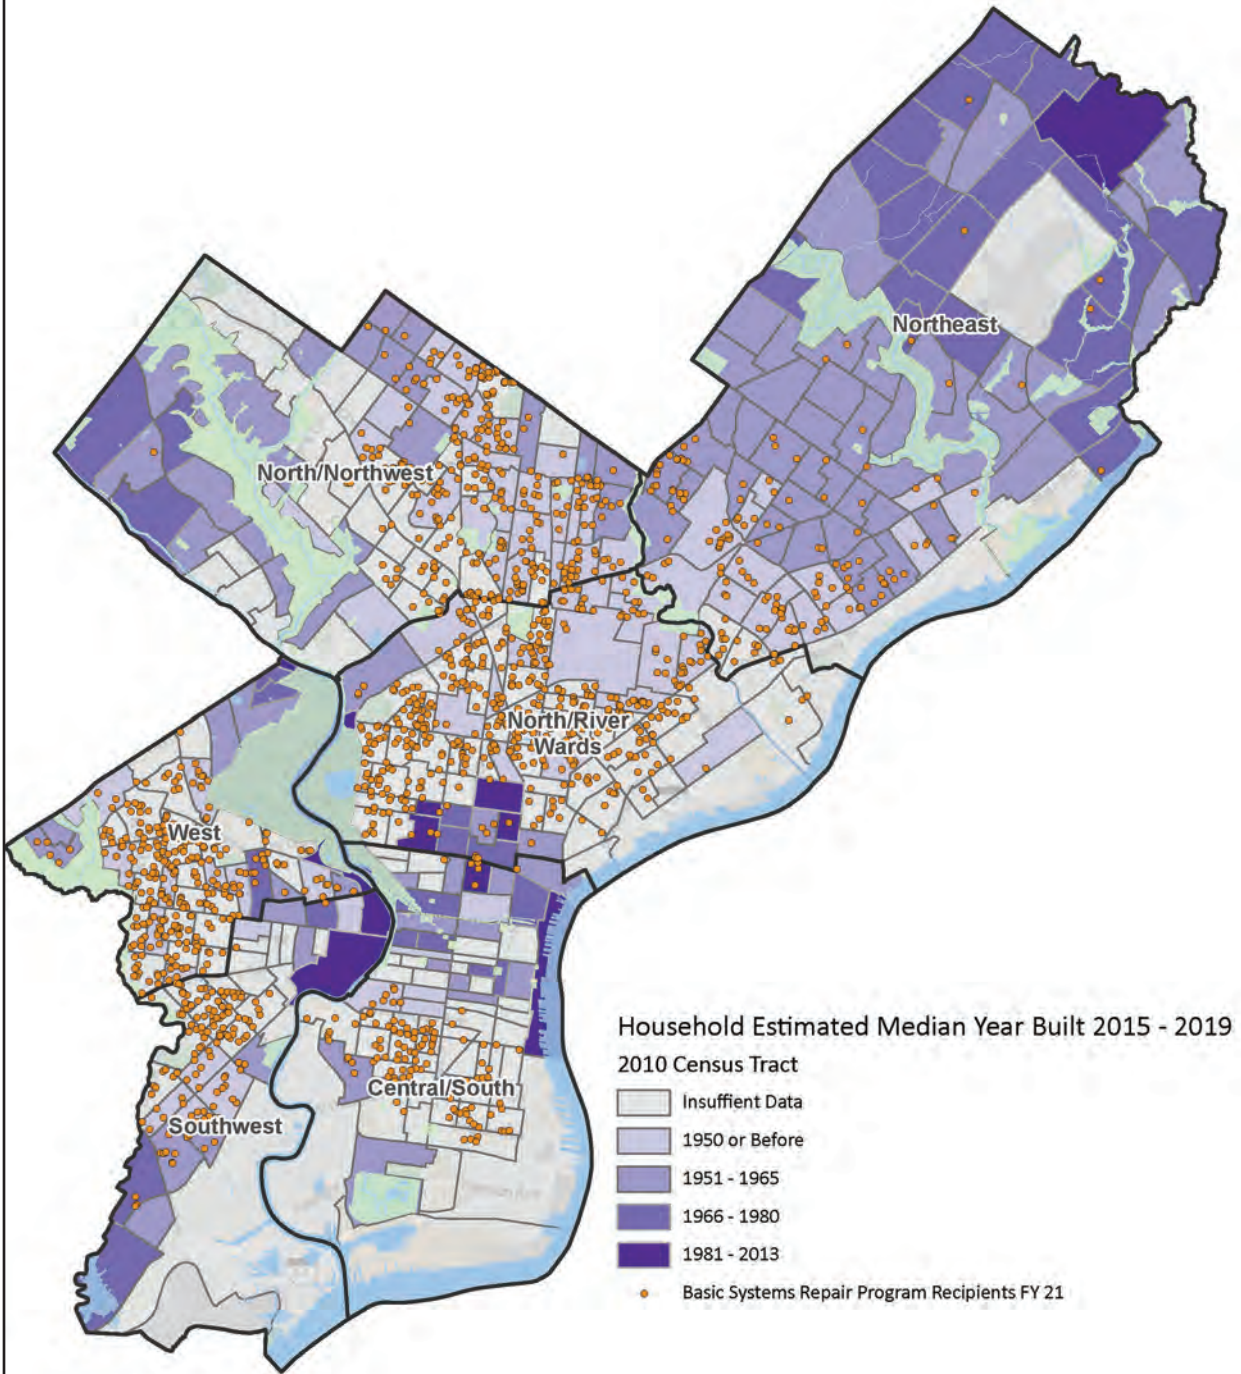 Northeast
North/Northwest
North/River
Wards
West
Central/South
Southwest
Household Estimated Median Year Built 2015 - 2019
2010 Census Tract
Insuffient Data
1950 or Before
1951 - 1965
1966 - 1980
1981 - 2013
Basic Systems Repair Program Recipients FY 21